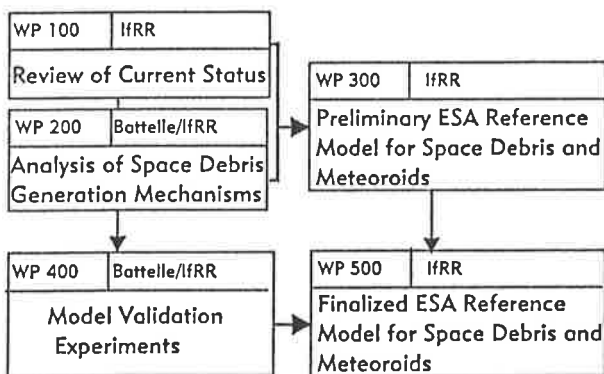 WP 100 IfRR
Review of Current Status
WP 200 Battelle/IfRR
Analysis of Space Debris
Generation Mechanisms
WP 300 IfRR
Preliminary ESA Reference
Model for Space Debris and
Meteoroids
WP 400 Battelle/IfRR
Model Validation
Experiments
WP 500 IfRR
Finalized ESA Reference
Model for Space Debris and
Meteoroids